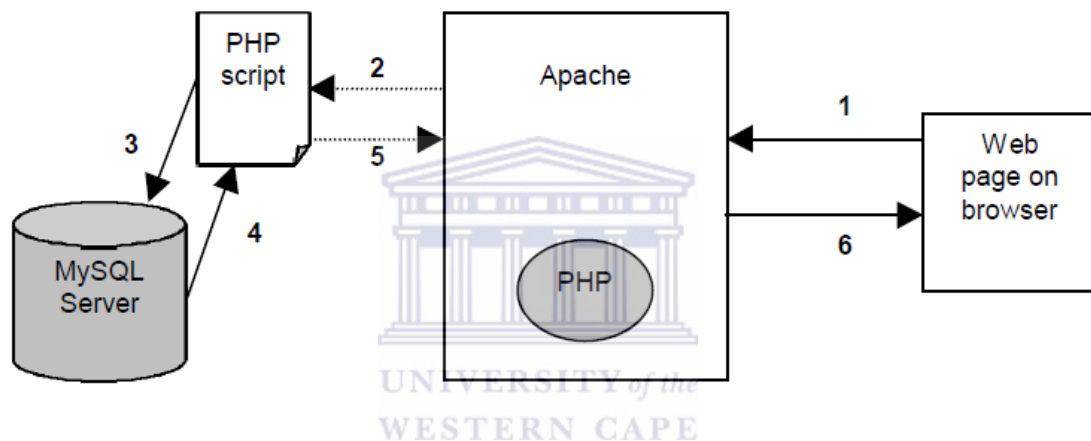 PHP
script
2
Apache
1
3
5
Web
page on
browser
4
6
MySQL
Server
PHP
UNIVERSITY of the
WESTERN CAPE